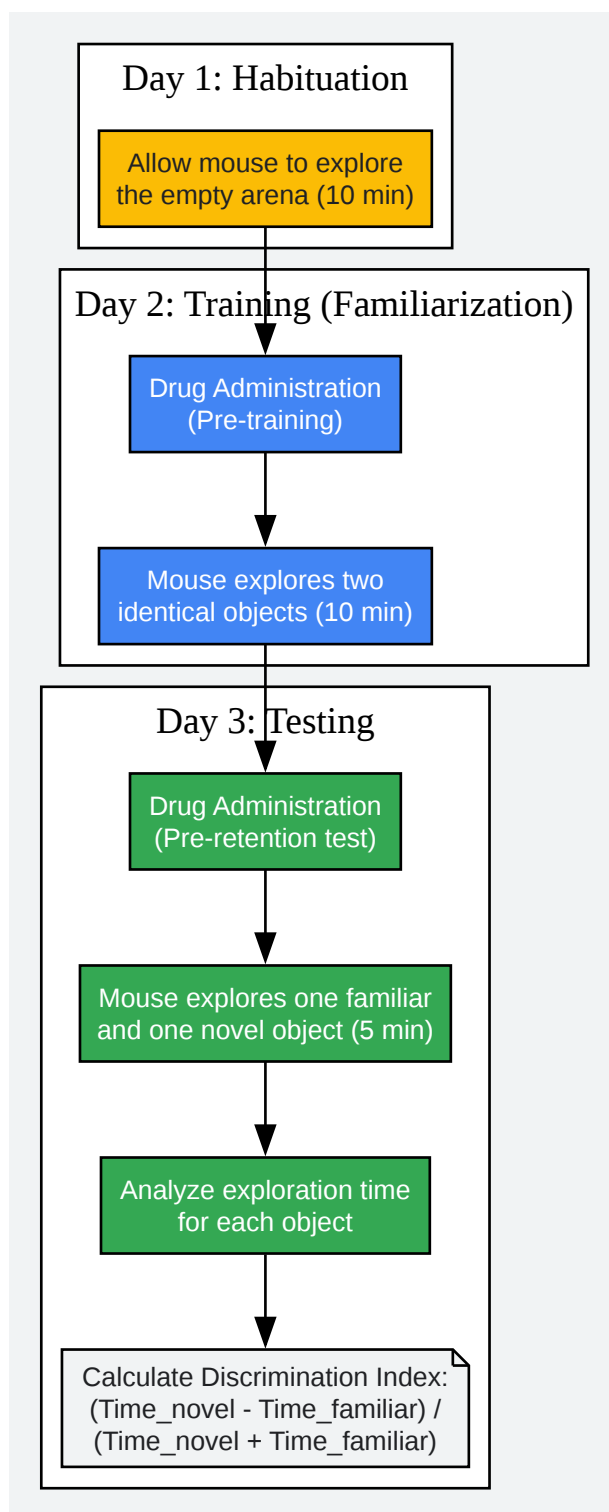 Day 1: Habituation
Allow mouse to explore
the empty arena (10 min)
Day 2: Training (Familiarization)
Drug Administration
(Pre-training)
Mouse explores two
identical objects (10 min)
Day 3: Testing
Drug Administration
(Pre-retention test)
Mouse explores one familiar
and one novel object (5 min)
Analyze exploration time
for each object
Calculate Discrimination Index:
(Time_novel - Time_familiar) /
(Time_novel + Time_familiar)